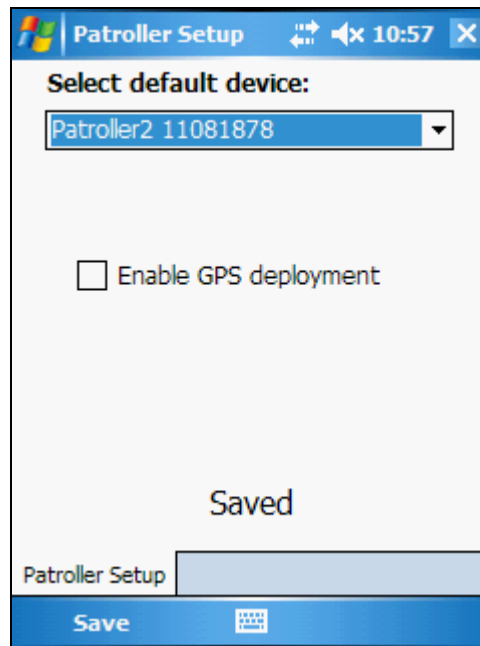 Patroller Setup 10:57
Select default device:
Patroller2 11081878
Enable GPS deployment
Saved
Patroller Setup
Save